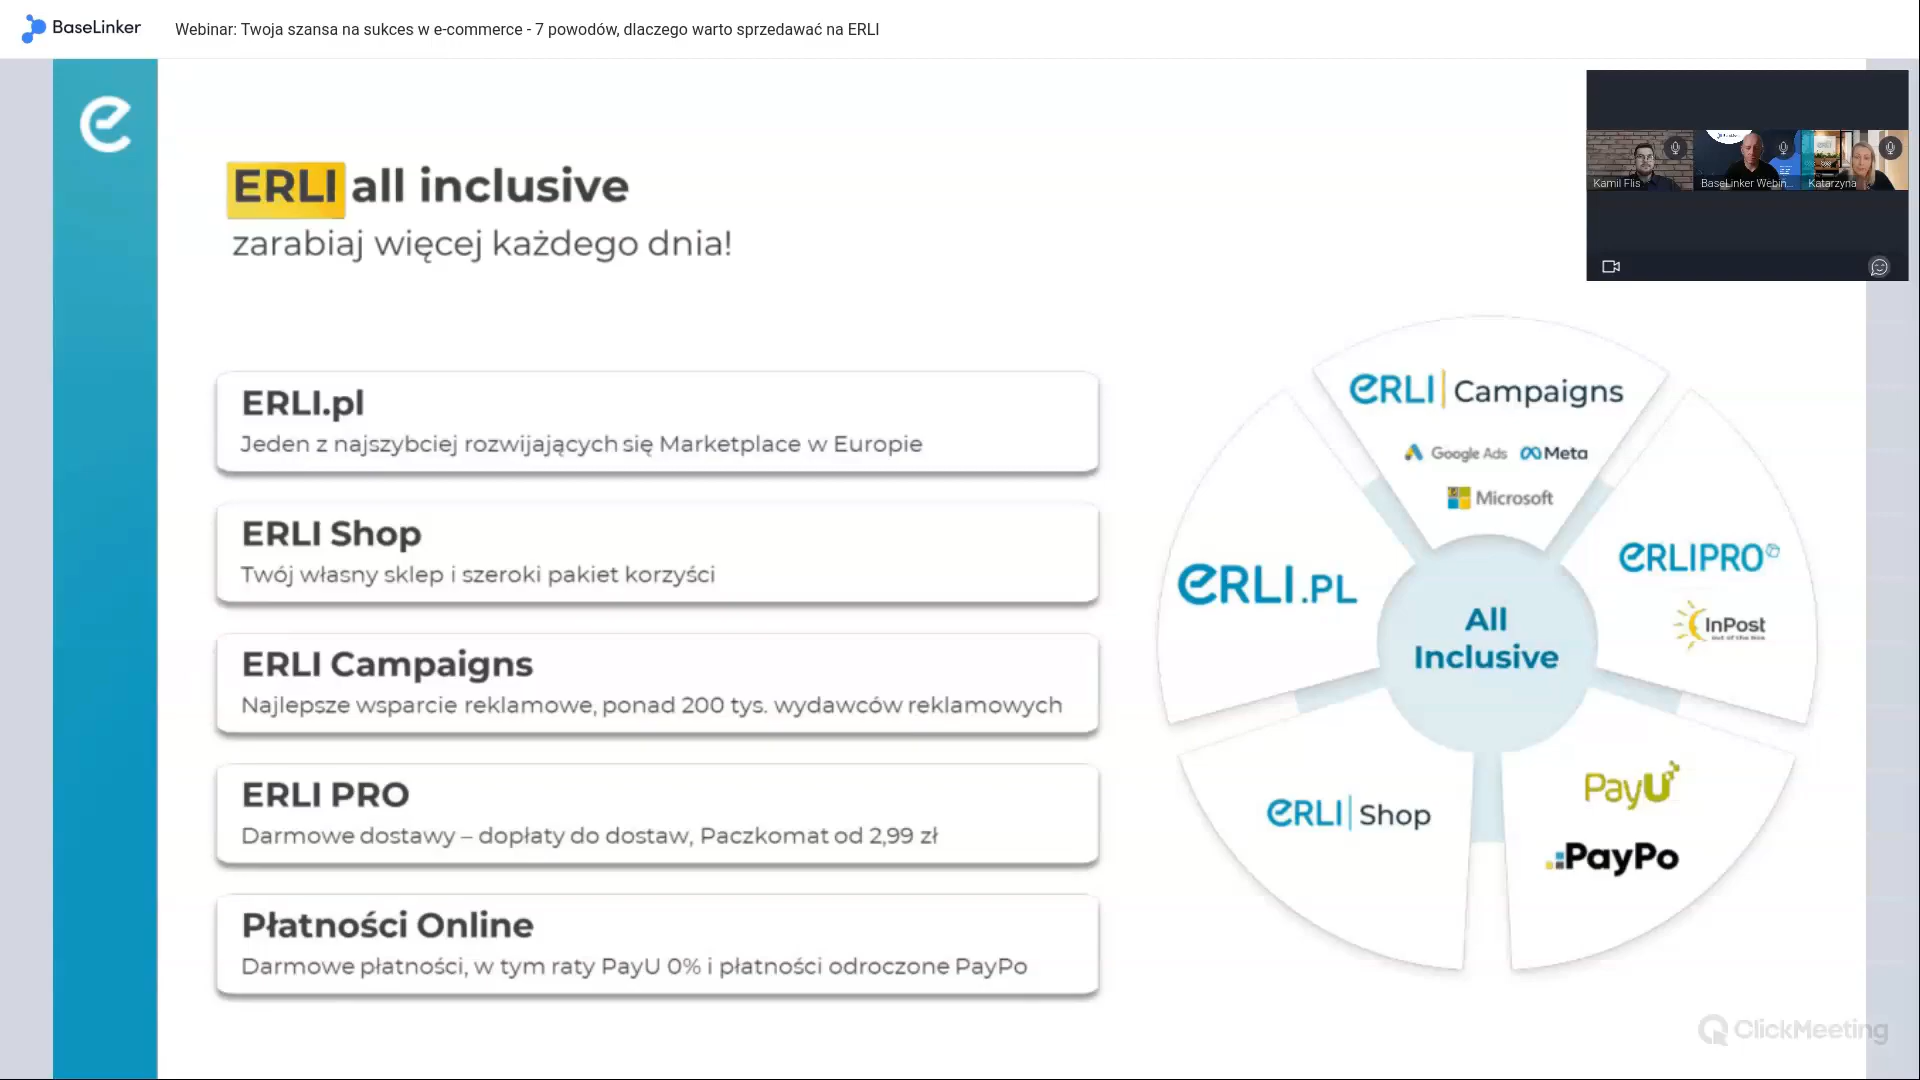 BaseLinker
Webinar: Twoja szansa na sukces w e-commerce - 7 powodów, dlaczego warto sprzedawać na ERLI
ERLI all inclusive
zarabiaj więcej każdego dnia!
Kamil Flis
BaseLinker Webin...
Katarzyna
ERLI.pl
Jeden z najszybciej rozwijających się Marketplace w Europie
ERLI Shop
Twój własny sklep i szeroki pakiet korzyści
ERLI Campaigns
Najlepsze wsparcie reklamowe, ponad 200 tys. wydawców reklamowych
ERLI PRO
Darmowe dostawy – dopłaty do dostaw, Paczkomat od 2,99 zł
Płatności Online
Darmowe płatności, w tym raty PayU 0% i płatności odroczone PayPo
ERLI | Campaigns
Google Ads Meta
Microsoft
ERLI.PL
ERLIPRO
InPost
out of the box
All
Inclusive
ERLI | Shop
PayU
PayPo
ClickMeeting